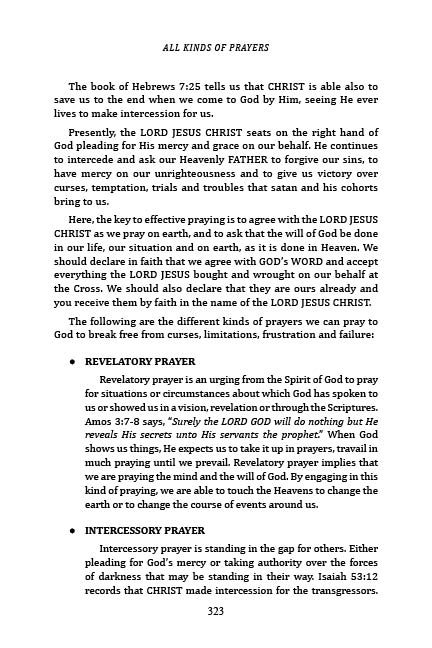 ALL KINDS OF PRAYERS
The book of Hebrews 7:25 tells us that CHRIST is able also to
save us to the end when we come to God by Him, seeing He ever
lives to make intercession for us.
Presently, the LORD JESUS CHRIST seats on the right hand of
God pleading for His mercy and grace on our behalf. He continues
to intercede and ask our Heavenly FATHER to forgive our sins, to
have mercy on our unrighteousness and to give us victory over
curses, temptation, trials and troubles that satan and his cohorts
bring to us.
Here, the key to effective praying is to agree with the LORD JESUS
CHRIST as we pray on earth, and to ask that the will of God be done
in our life, our situation and on earth, as it is done in Heaven. We
should declare in faith that we agree with GOD's WORD and accept
everything the LORD JESUS bought and wrought on our behalf at
the Cross. We should also declare that they are ours already and
you receive them by faith in the name of the LORD JESUS CHRIST.
The following are the different kinds of prayers we can pray to
God to break free from curses, limitations, frustration and failure:
● REVELATORY PRAYER
Revelatory prayer is an urging from the Spirit of God to pray
for situations or circumstances about which God has spoken to
us or showed us in a vision, revelation or through the Scriptures.
Amos 3:7-8 says, “Surely the LORD GOD will do nothing but He
reveals His secrets unto His servants the prophet.” When God
shows us things, He expects us to take it up in prayers, travail in
much praying until we prevail. Revelatory prayer implies that
we are praying the mind and the will of God. By engaging in this
kind of praying, we are able to touch the Heavens to change the
earth or to change the course of events around us.
● INTERCESSORY PRAYER
Intercessory prayer is standing in the gap for others. Either
pleading for God's mercy or taking authority over the forces
of darkness that may be standing in their way. Isaiah 53:12
records that CHRIST made intercession for the transgressors.
323